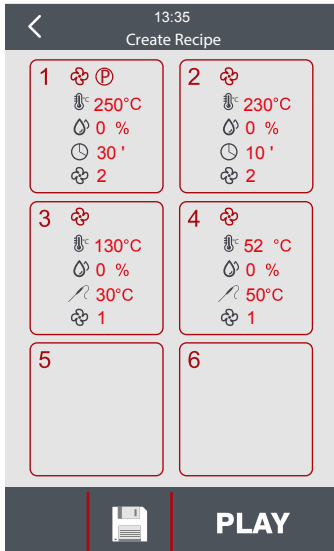 13:35
Create Recipe
1 P
°C 250°C
0 %
30 '
2
2
°C 230°C
0 %
10 '
2
3
°C 130°C
0 %
30°C
1
4
°C 52 °C
0 %
50°C
1
5
6
PLAY